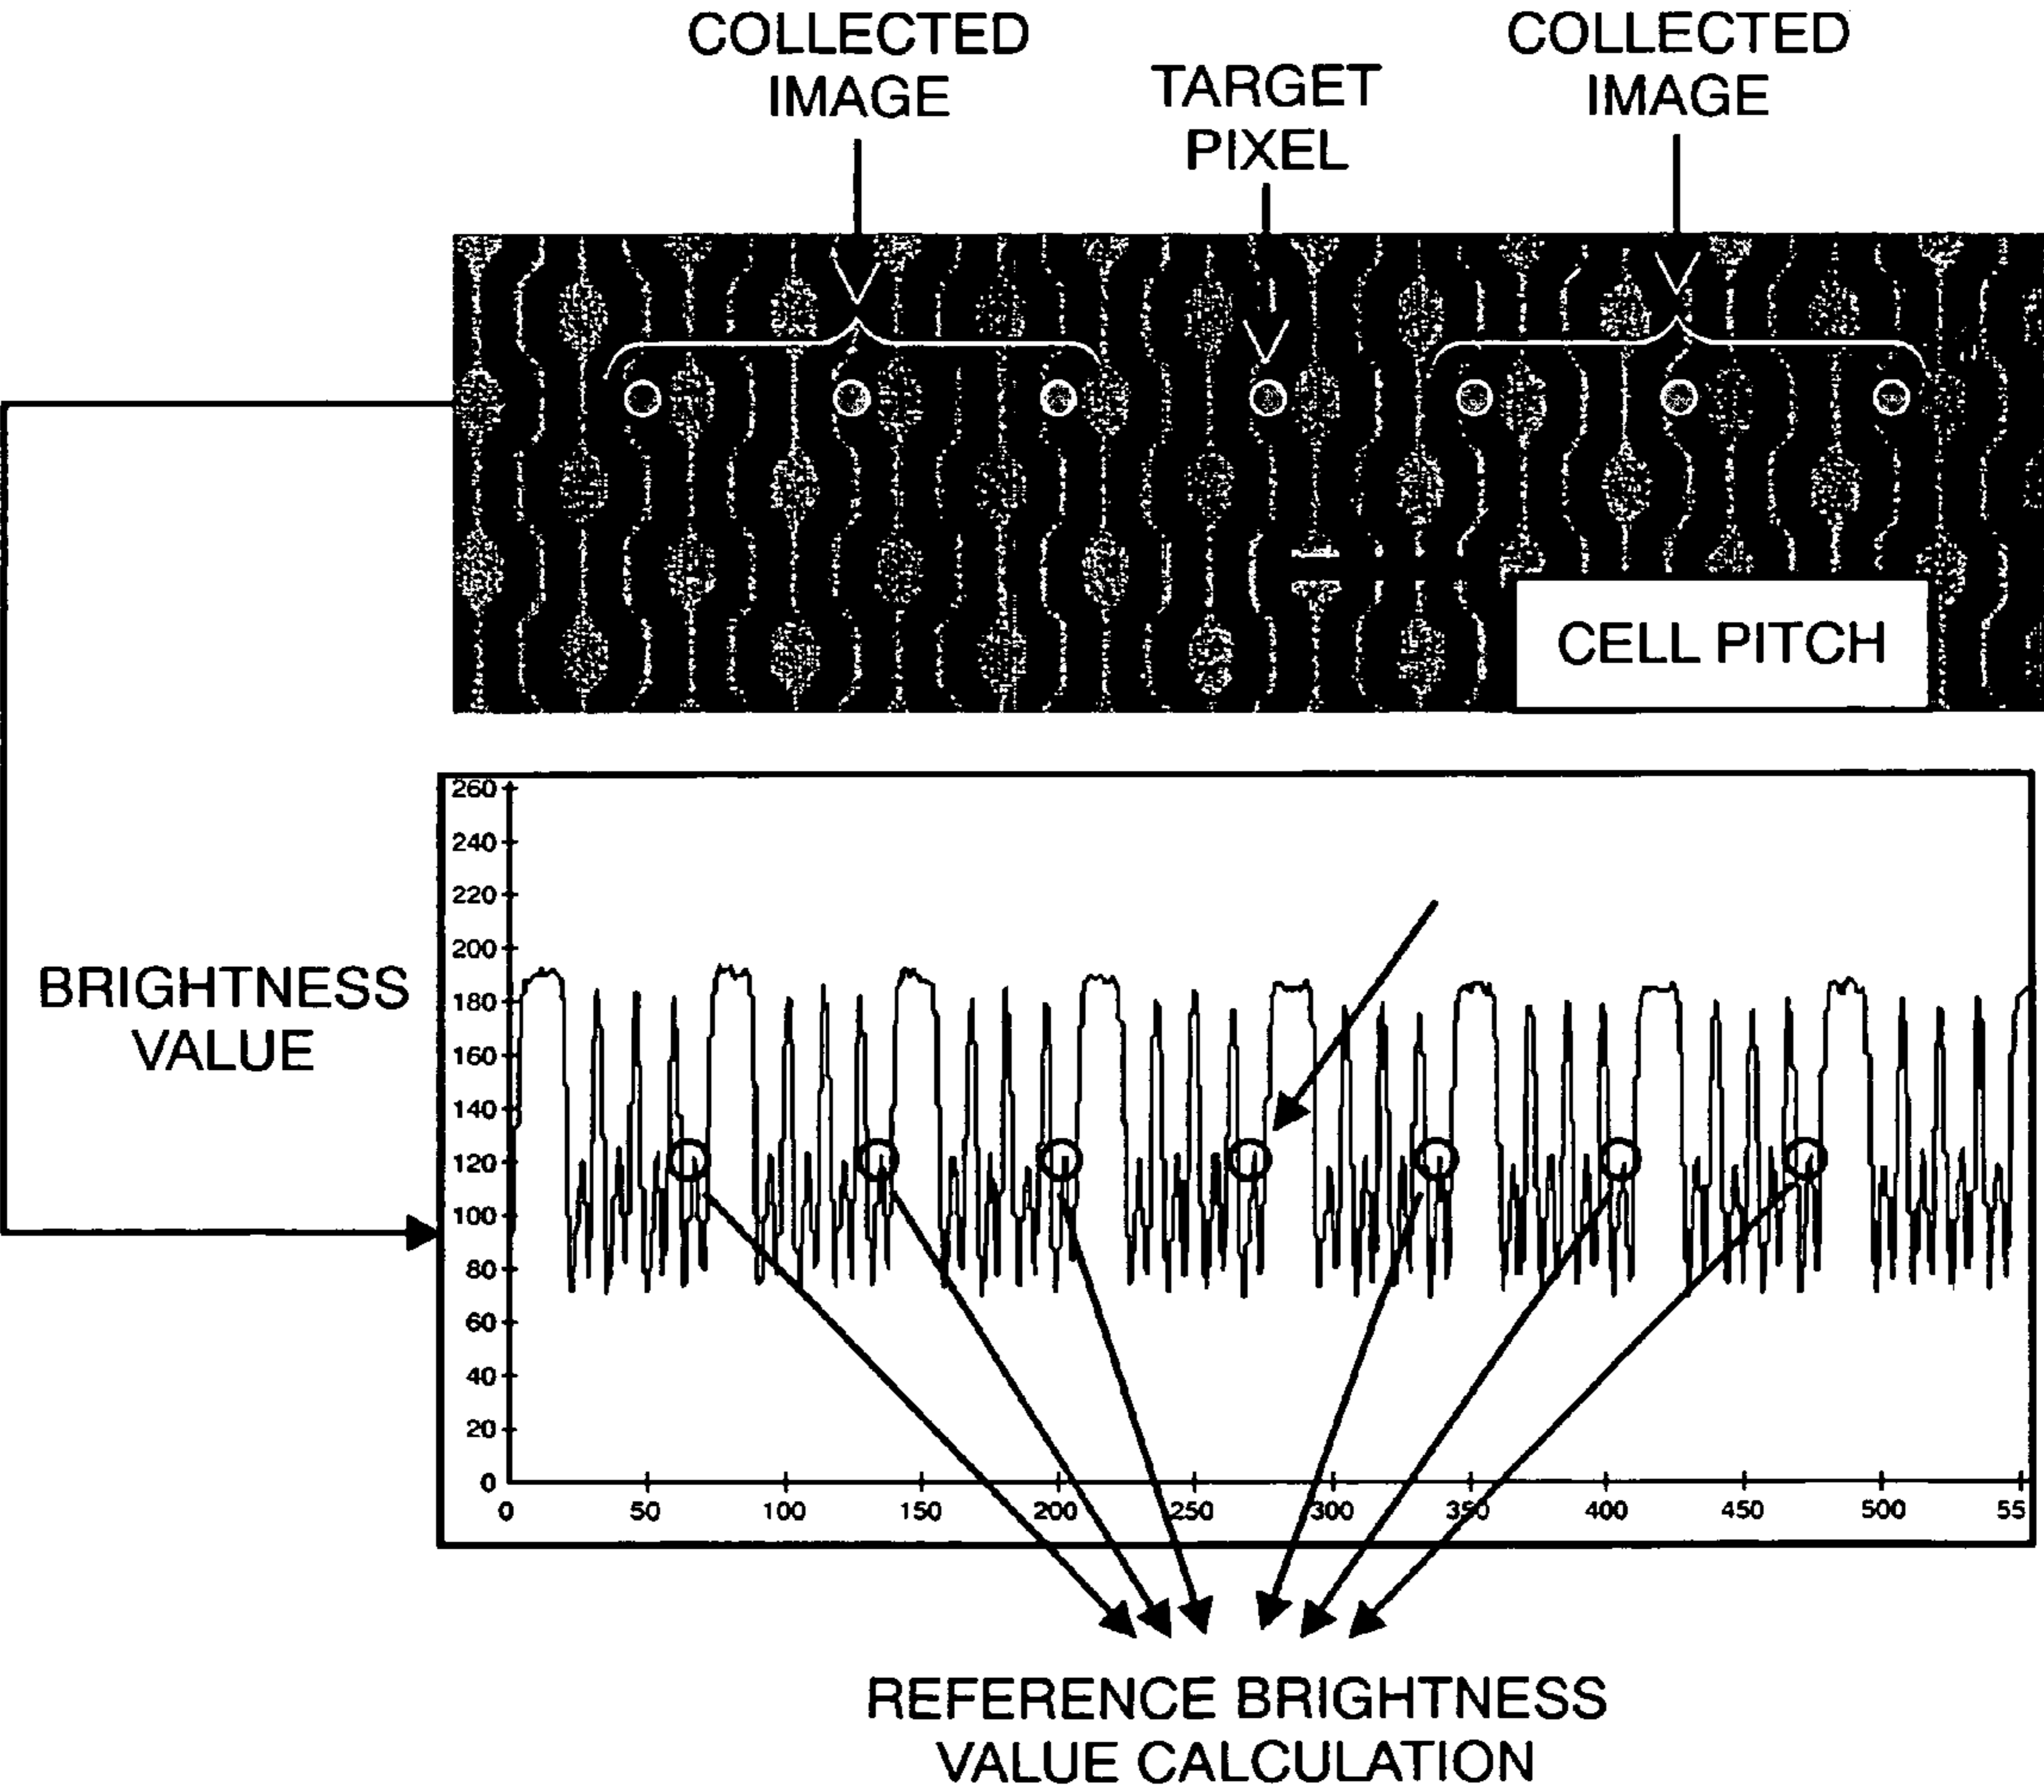 COLLECTED
IMAGE
TARGET
PIXEL
COLLECTED
IMAGE
CELL PITCH
BRIGHTNESS
VALUE
260
240
220
200
180
160
140
120
100
80
60
40
20
0
0 50 100 150 200 250 300 350 400 450 500 55
REFERENCE BRIGHTNESS
VALUE CALCULATION